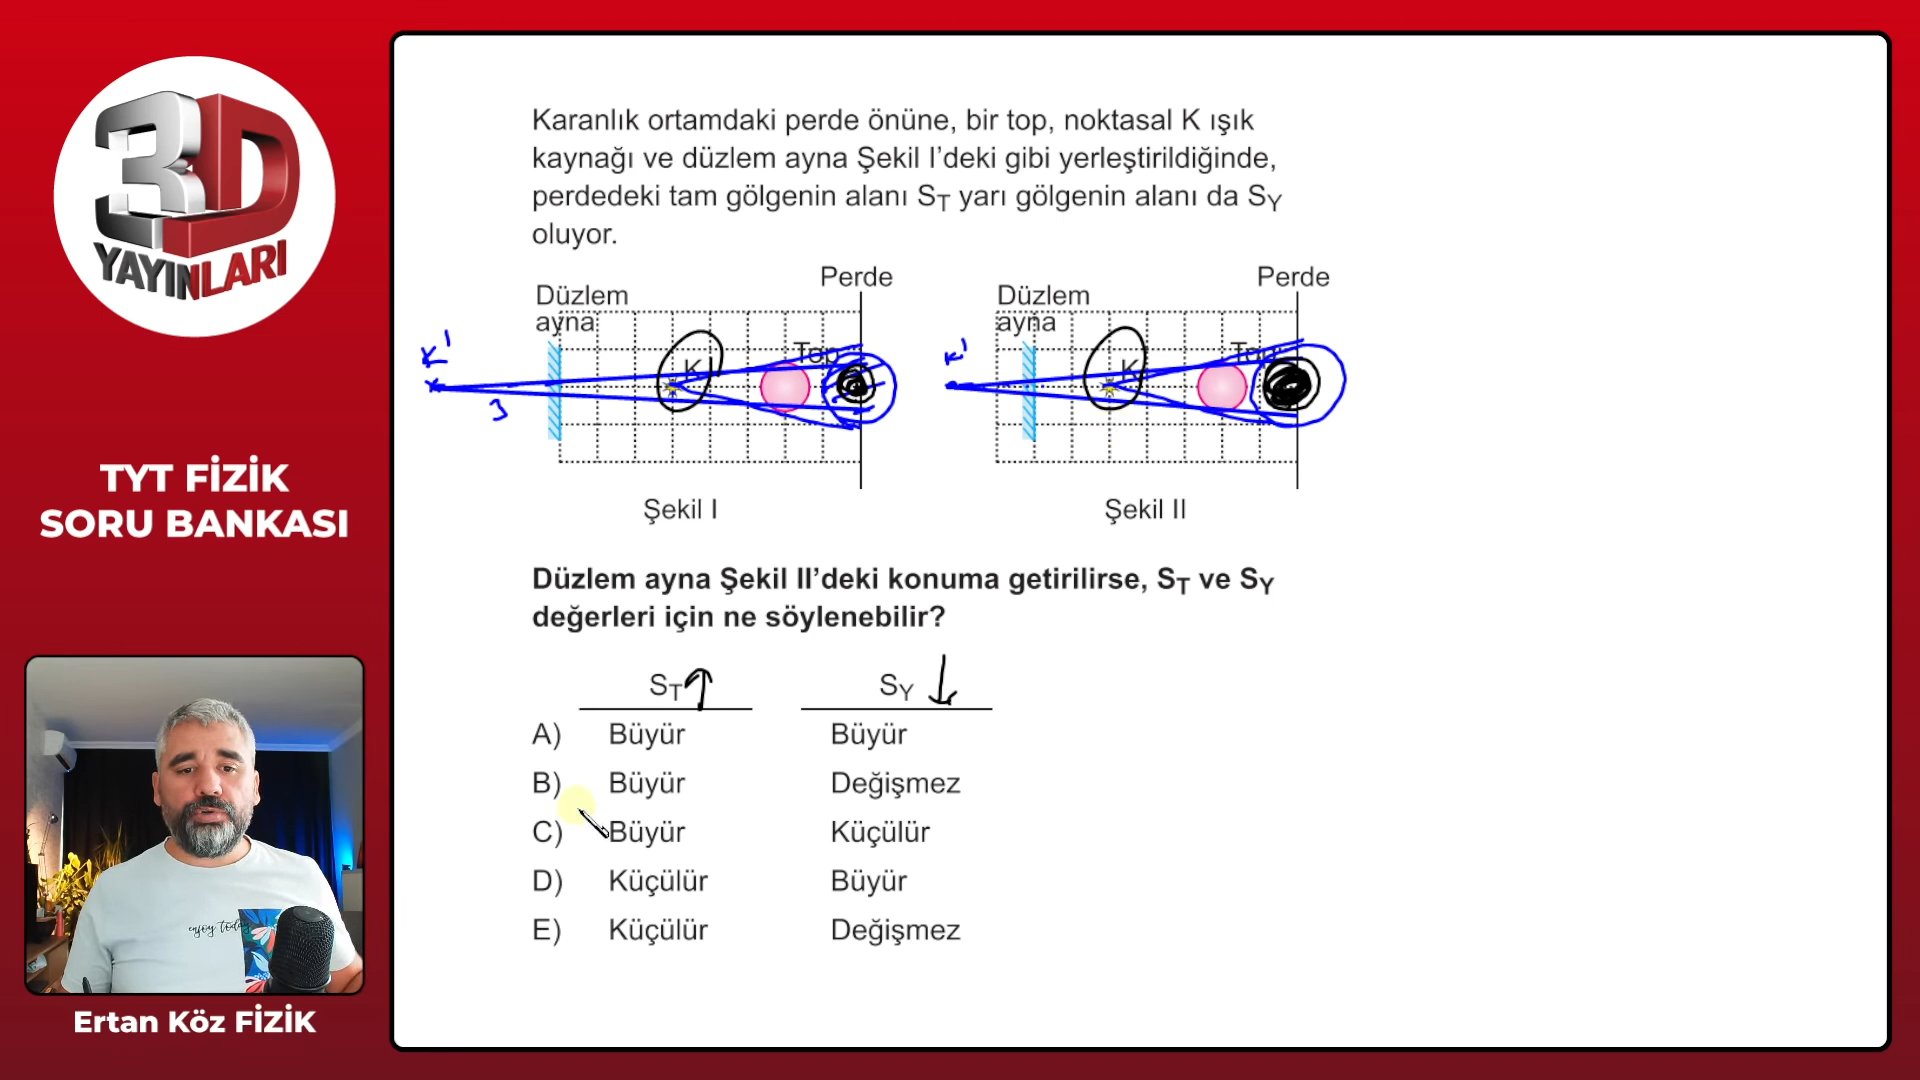 3D
YAYINLARI
TYT FİZİK
SORU BANKASI
enjoy today
Ertan Köz FİZİK
Karanlık ortamdaki perde önüne, bir top, noktasal K ışık
kaynağı ve düzlem ayna Şekil I'deki gibi yerleştirildiğinde,
perdedeki tam gölgenin alanı ST yarı gölgenin alanı da SY
oluyor.
Düzlem
ayna
Perde
K'
K
Top
3
Şekil I
Düzlem
ayna
Perde
K'
K
Top
Şekil II
Düzlem ayna Şekil II'deki konuma getirilirse, ST ve SY
değerleri için ne söylenebilir?
ST ↑ SY ↓
A) Büyür Büyür
B) Büyür Değişmez
C) Büyür Küçülür
D) Küçülür Büyür
E) Küçülür Değişmez